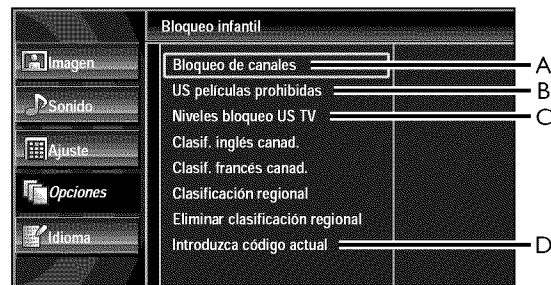 Bloqueo infantil
Imagen
Sonido
Ajuste
Opciones
Idioma
Bloqueo de canales
US películas prohibidas
Niveles bloqueo US TV
Clasif. inglés canad.
Clasif. francés canad.
Clasificación regional
Eliminar clasificación regional
Introduzca código actual
A
B
C
D